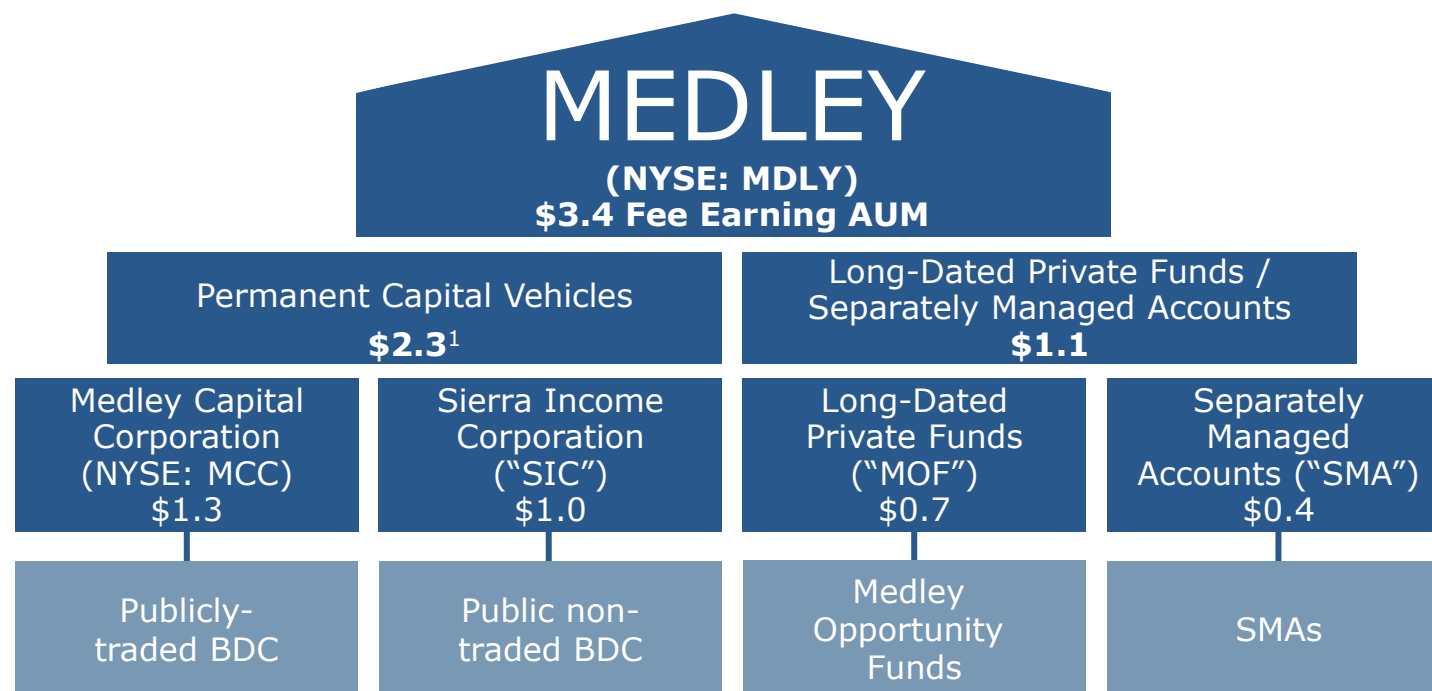 MEDLEY
(NYSE: MDLY)
$3.4 Fee Earning AUM
Permanent Capital Vehicles
$2.3¹
Long-Dated Private Funds /
Separately Managed Accounts
$1.1
Medley Capital
Corporation
(NYSE: MCC)
$1.3
Sierra Income
Corporation
(“SIC”)
$1.0
Long-Dated
Private Funds
(“MOF”)
$0.7
Separately
Managed
Accounts (“SMA”)
$0.4
Publicly-
traded BDC
Public non-
traded BDC
Medley
Opportunity
Funds
SMAs